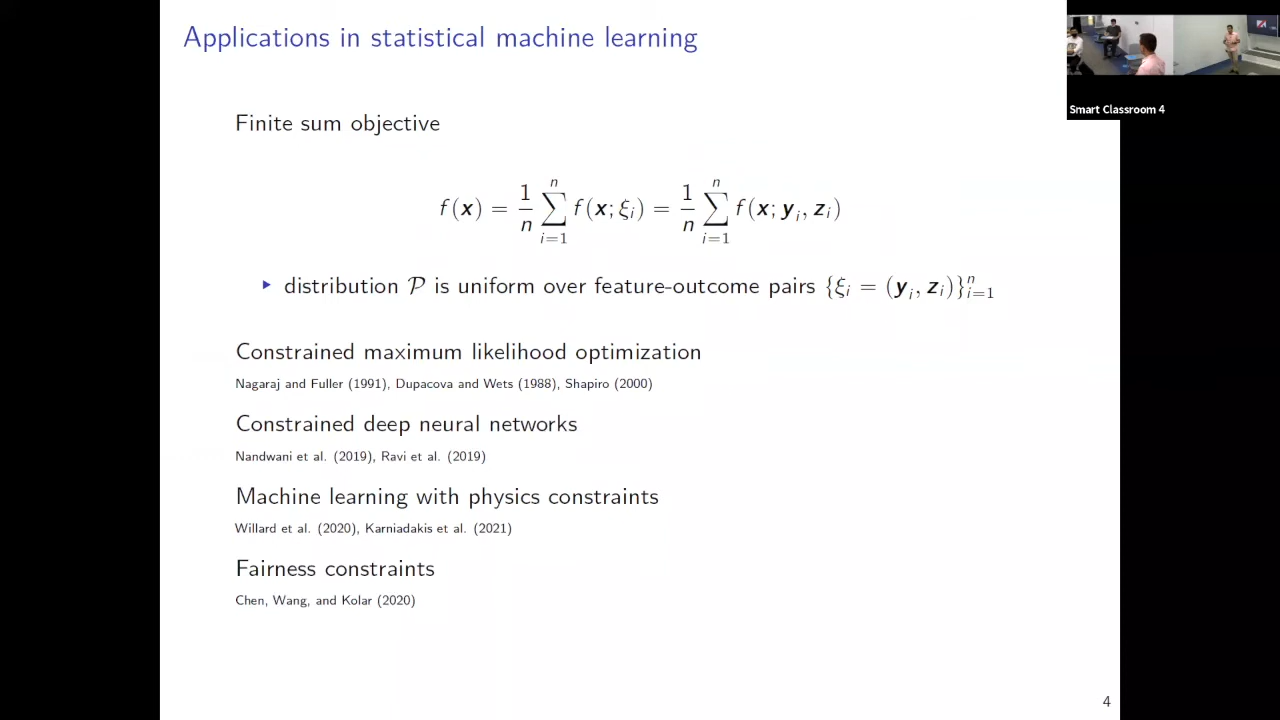 Applications in statistical machine learning
Smart Classroom 4
Finite sum objective
f(x) = 1/n ∑_{i=1}^{n} f(x; ξ_i) = 1/n ∑_{i=1}^{n} f(x; y_i, z_i)
▸ distribution 𝒫 is uniform over feature-outcome pairs {ξ_i = (y_i, z_i)}_{i=1}^{n}
Constrained maximum likelihood optimization
Nagaraj and Fuller (1991), Dupacova and Wets (1988), Shapiro (2000)
Constrained deep neural networks
Nandwani et al. (2019), Ravi et al. (2019)
Machine learning with physics constraints
Willard et al. (2020), Karniadakis et al. (2021)
Fairness constraints
Chen, Wang, and Kolar (2020)
4